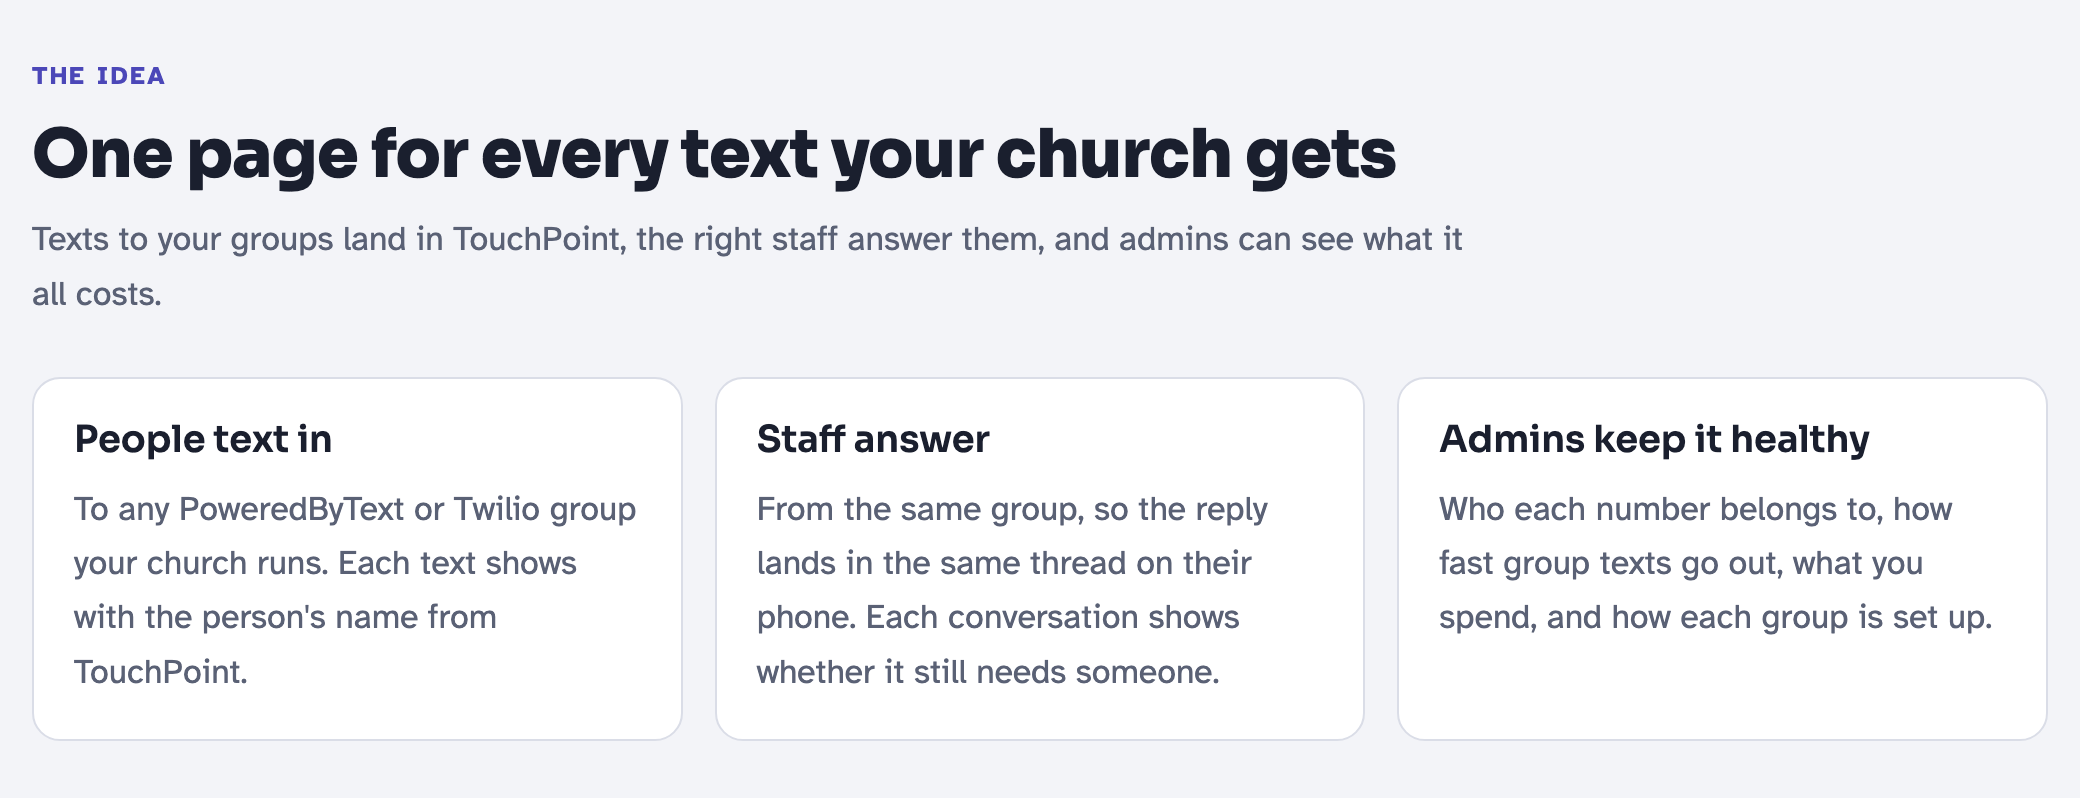 THE IDEA
One page for every text your church gets
Texts to your groups land in TouchPoint, the right staff answer them, and admins can see what it
all costs.
People text in
To any PoweredByText or Twilio group
your church runs. Each text shows
with the person's name from
TouchPoint.
Staff answer
From the same group, so the reply
lands in the same thread on their
phone. Each conversation shows
whether it still needs someone.
Admins keep it healthy
Who each number belongs to, how
fast group texts go out, what you
spend, and how each group is set up.